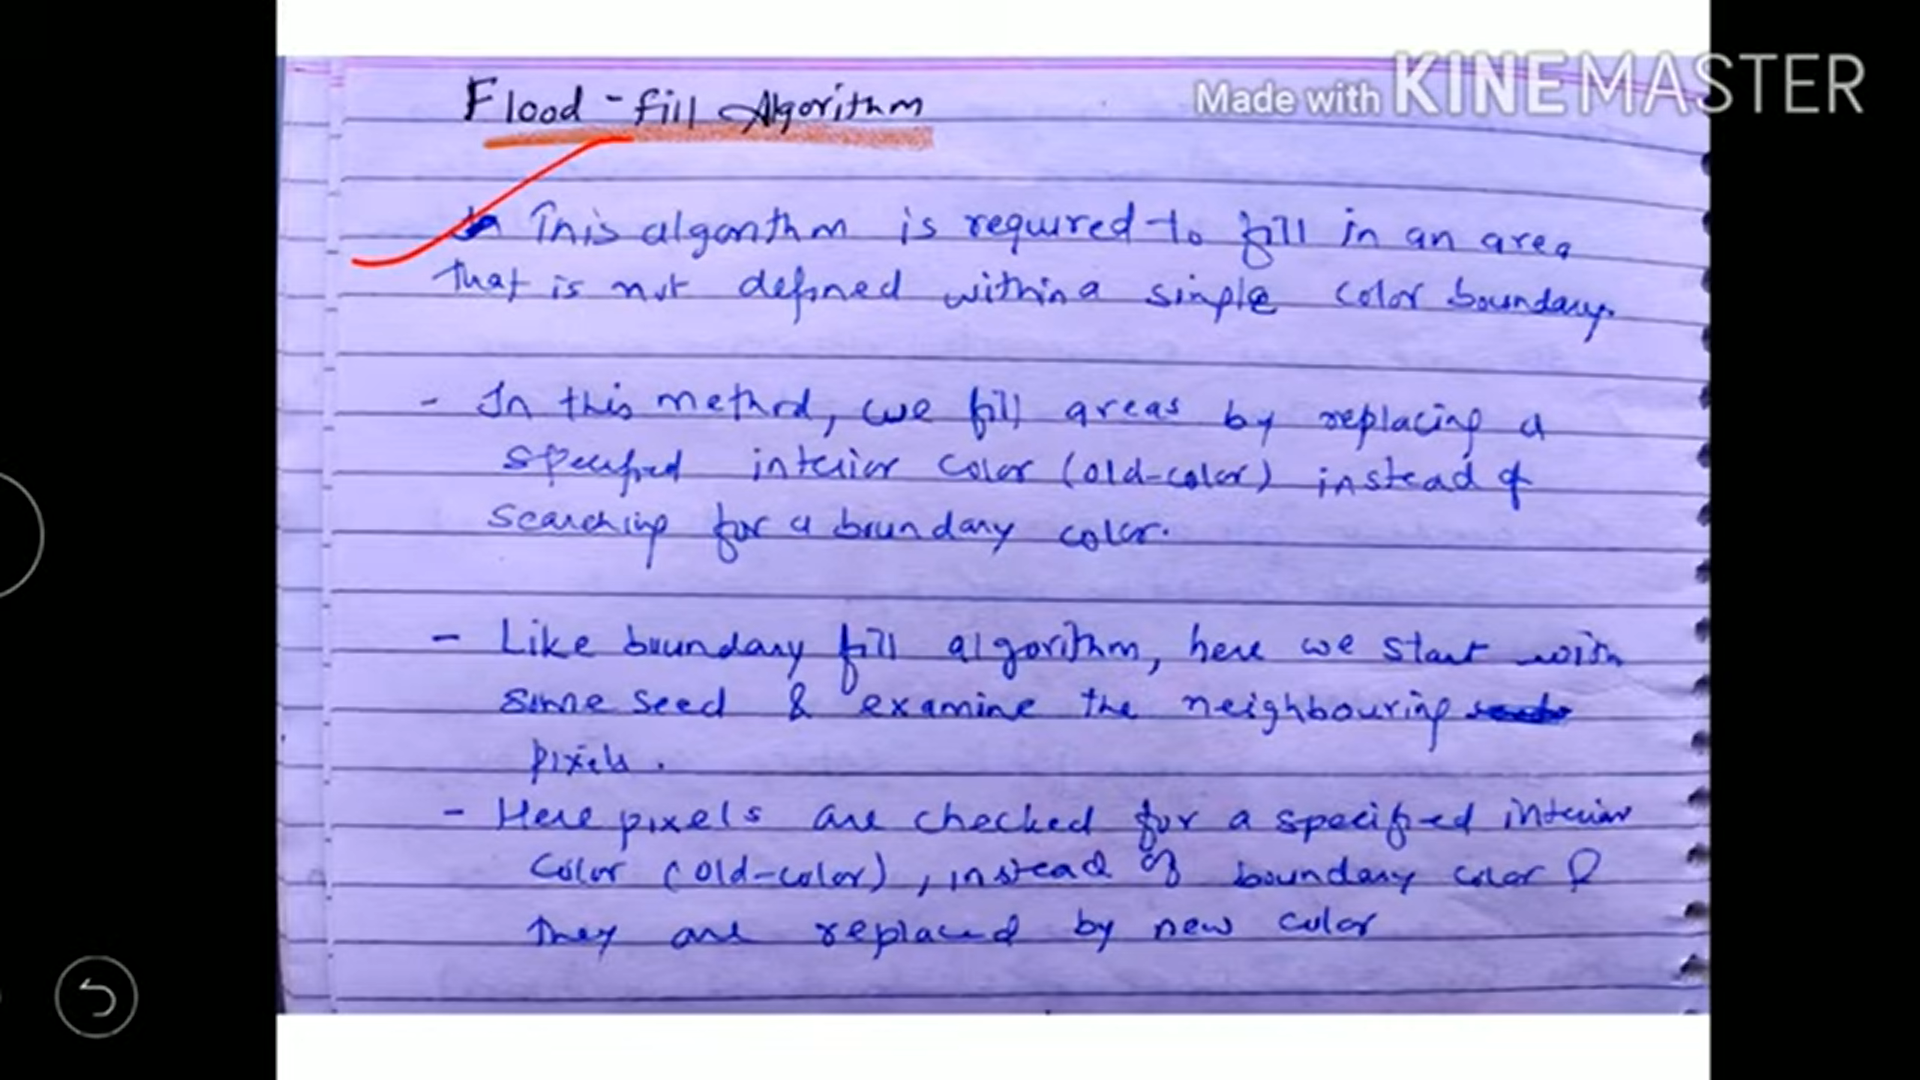 Made with KINEMASTER
Flood-fill Algorithm
This algorithm is required to fill in an area
that is not defined within a simple color boundary.
- In this method, we fill areas by replacing a
specified interior color (old-color) instead of
searching for a boundary color.
- Like boundary fill algorithm, here we start with
some seed & examine the neighbouring
pixels.
- Here pixels are checked for a specified interior
color (old-color), instead of boundary color &
they are replaced by new color